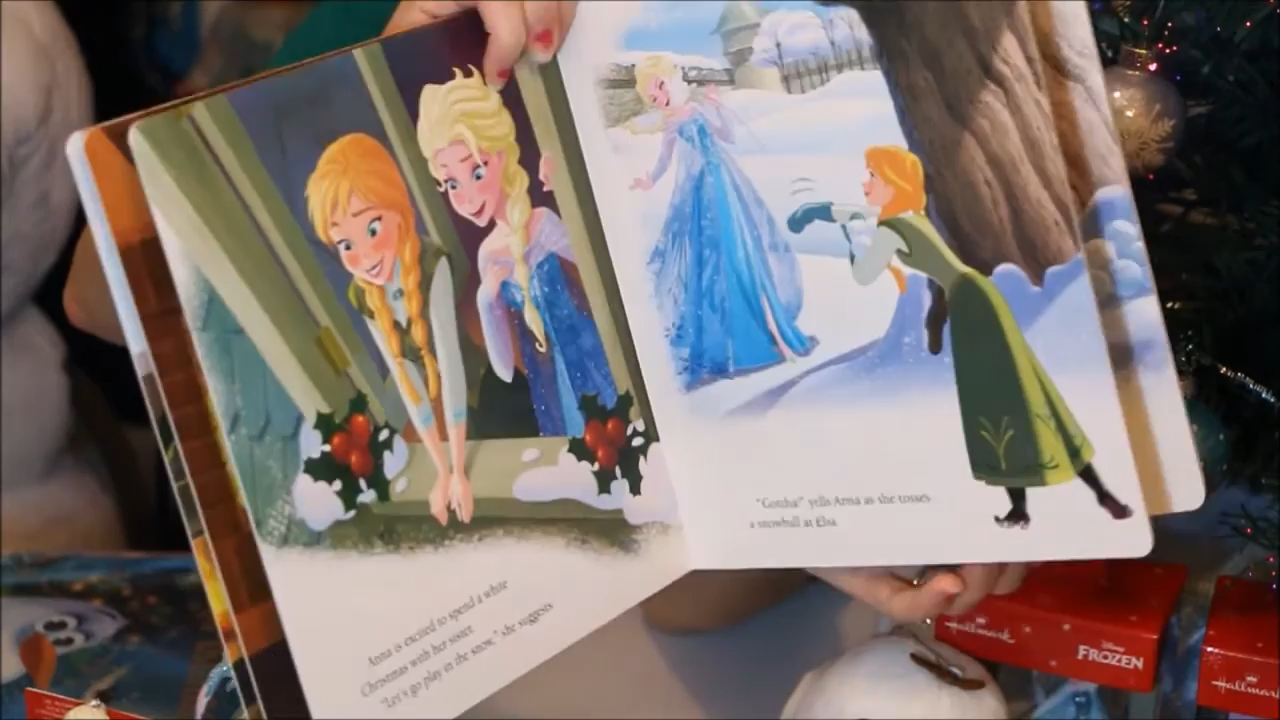 Anna is excited to spend a white
Christmas with her sister.
"Let's go play in the snow," she suggests
"Gotcha!" yells Anna as she tosses
a snowball at Elsa
Hallmark
Disney
FROZEN
Hallmark